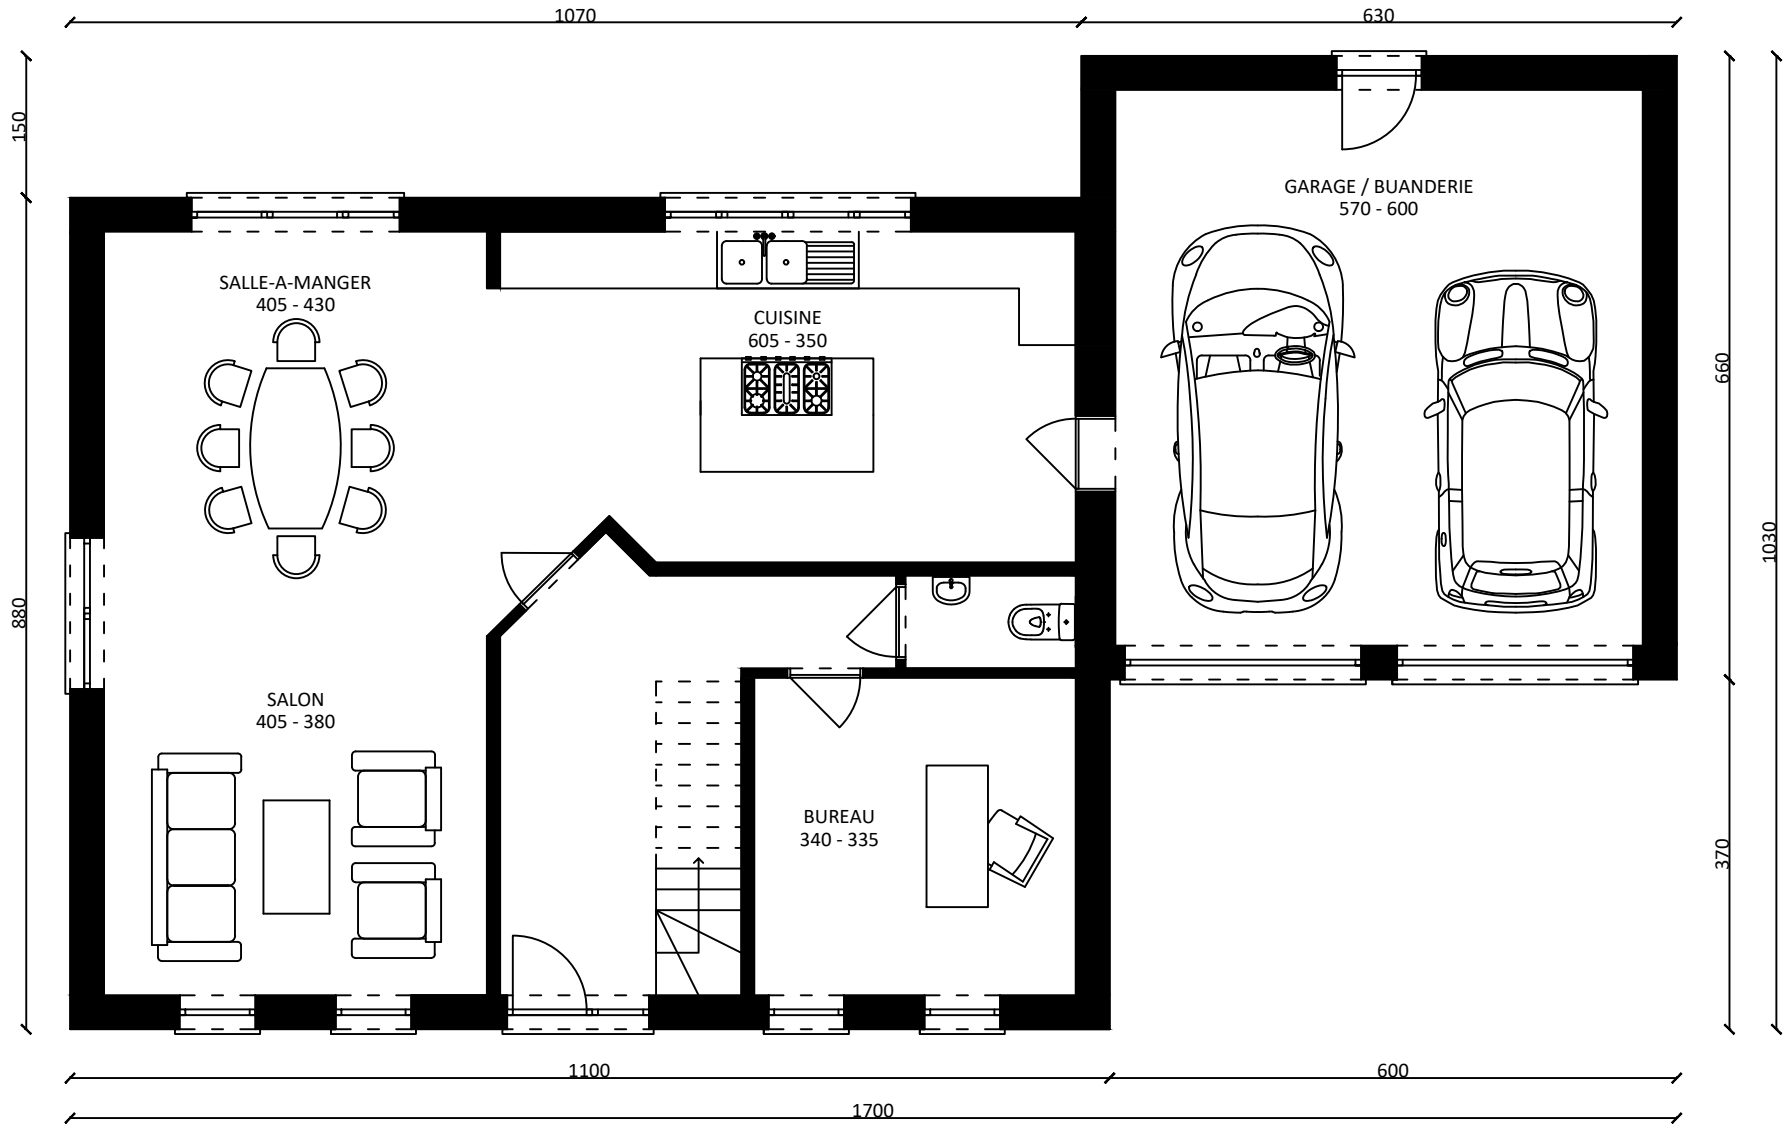 1070
630
150
GARAGE / BUANDERIE
570 - 600
SALLE-A-MANGER
405 - 430
CUISINE
605 - 350
660
1030
880
SALON
405 - 380
BUREAU
340 - 335
370
1100
600
1700